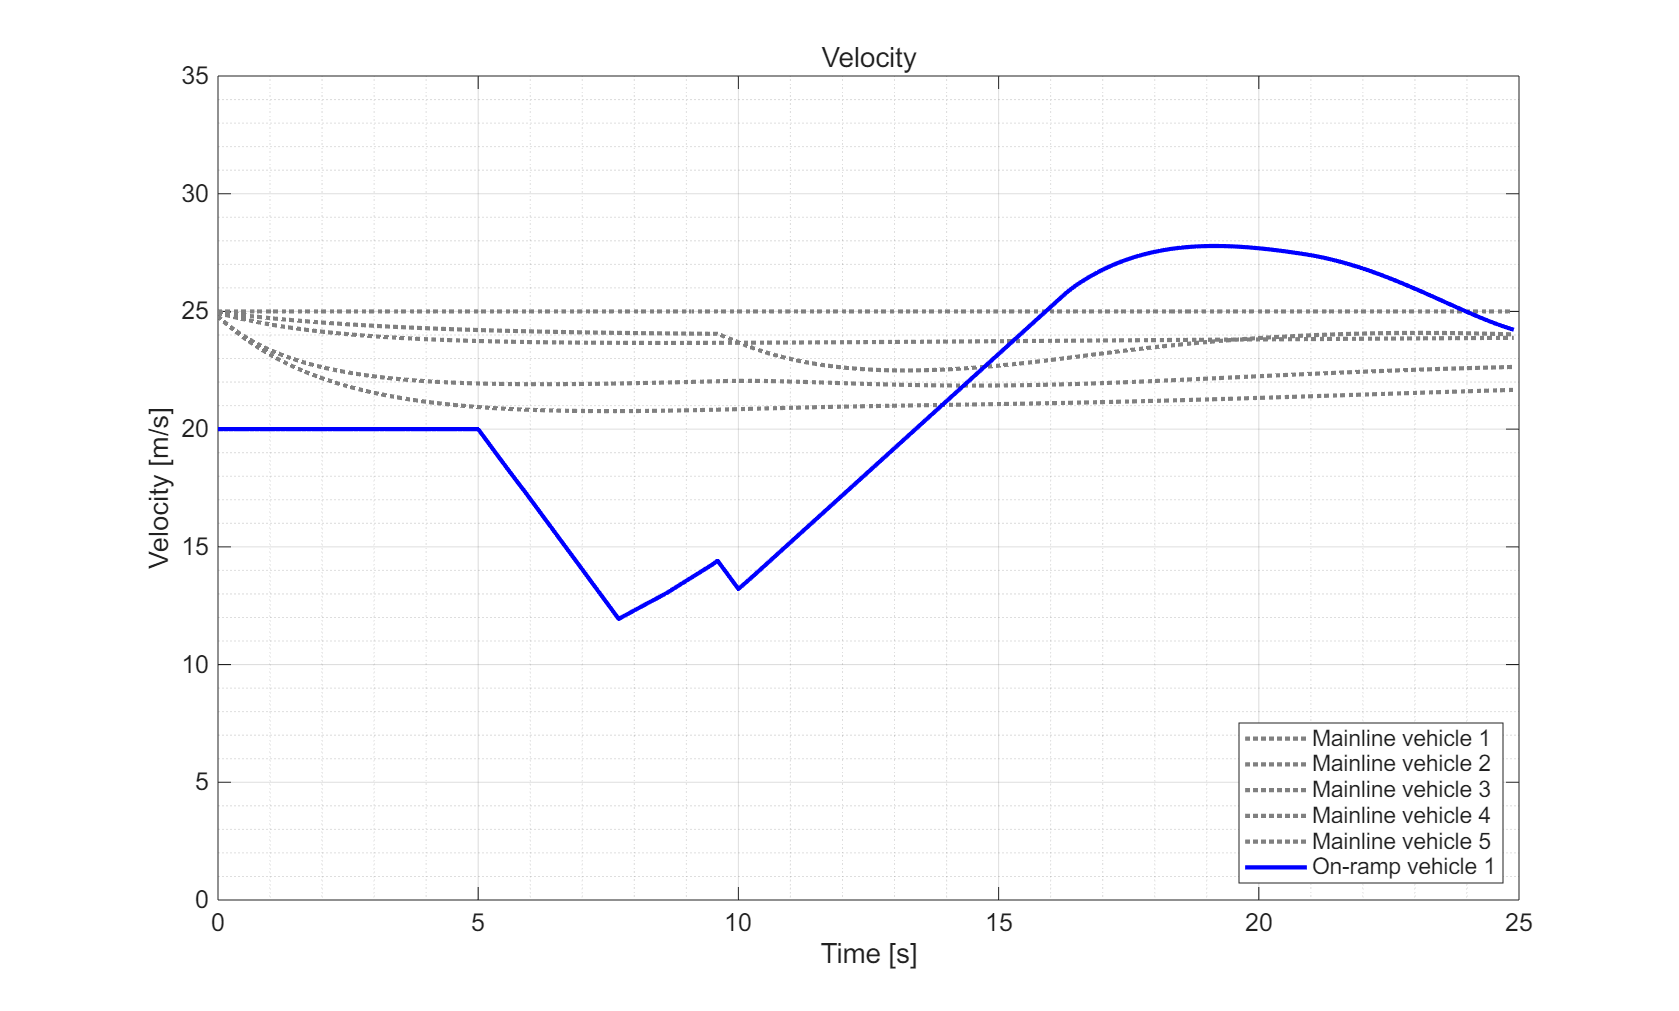 Velocity
35
30
25
20
15
10
5
0
Velocity [m/s]
0 5 10 15 20 25
Time [s]
Mainline vehicle 1
Mainline vehicle 2
Mainline vehicle 3
Mainline vehicle 4
Mainline vehicle 5
On-ramp vehicle 1